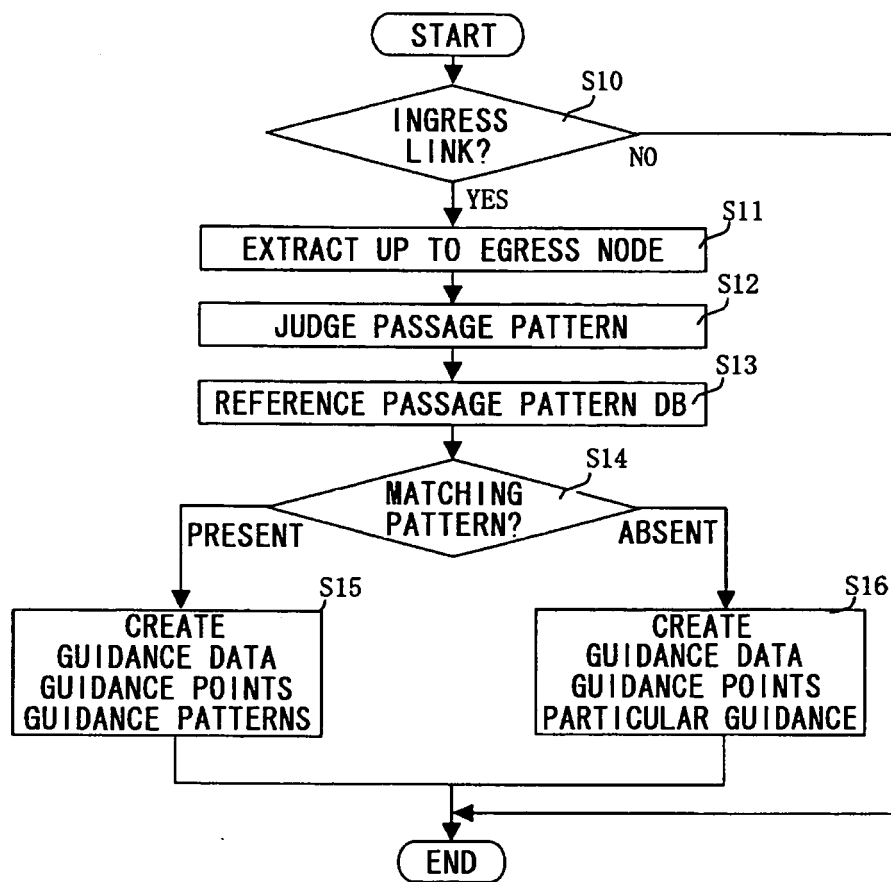 START
S10
INGRESS
LINK?
NO
YES
S11
EXTRACT UP TO EGRESS NODE
S12
JUDGE PASSAGE PATTERN
S13
REFERENCE PASSAGE PATTERN DB
S14
MATCHING
PATTERN?
PRESENT
ABSENT
S15
CREATE
GUIDANCE DATA
GUIDANCE POINTS
GUIDANCE PATTERNS
S16
CREATE
GUIDANCE DATA
GUIDANCE POINTS
PARTICULAR GUIDANCE
END